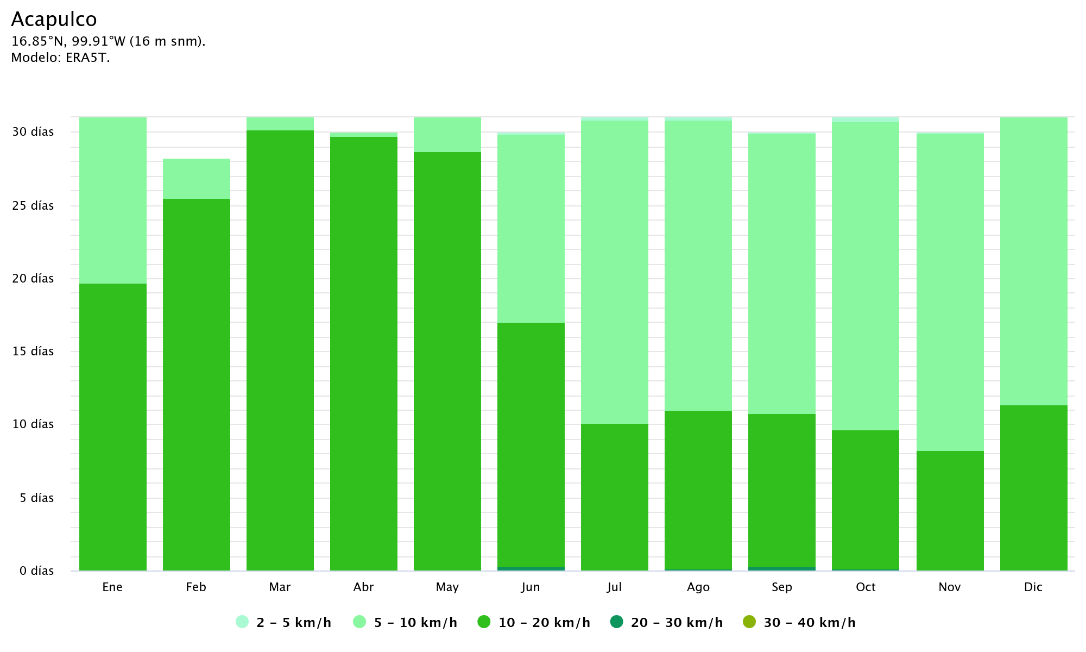 Acapulco
16.85°N, 99.91°W (16 m snm).
Modelo: ERA5T.
30 días
25 días
20 días
15 días
10 días
5 días
0 días
Ene Feb Mar Abr May Jun Jul Ago Sep Oct Nov Dic
2 – 5 km/h 5 – 10 km/h 10 – 20 km/h 20 – 30 km/h 30 – 40 km/h